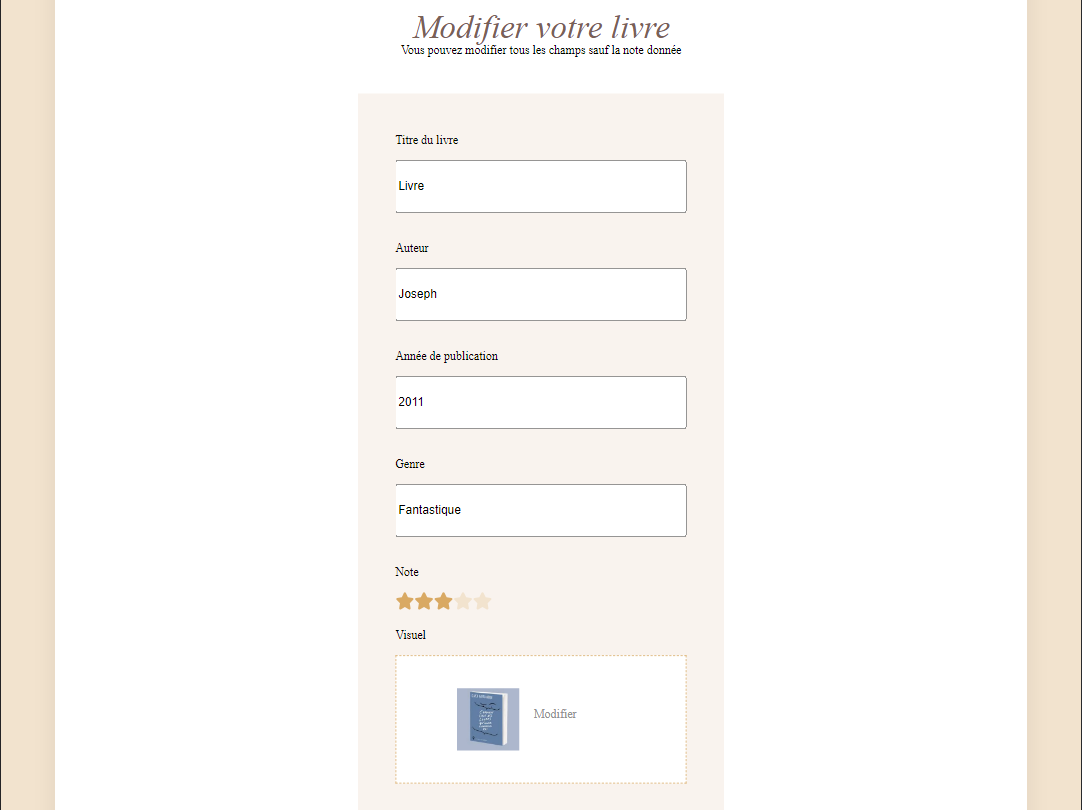 Modifier votre livre
Vous pouvez modifier tous les champs sauf la note donnée
Titre du livre
Livre
Auteur
Joseph
Année de publication
2011
Genre
Fantastique
Note
Visuel
Modifier